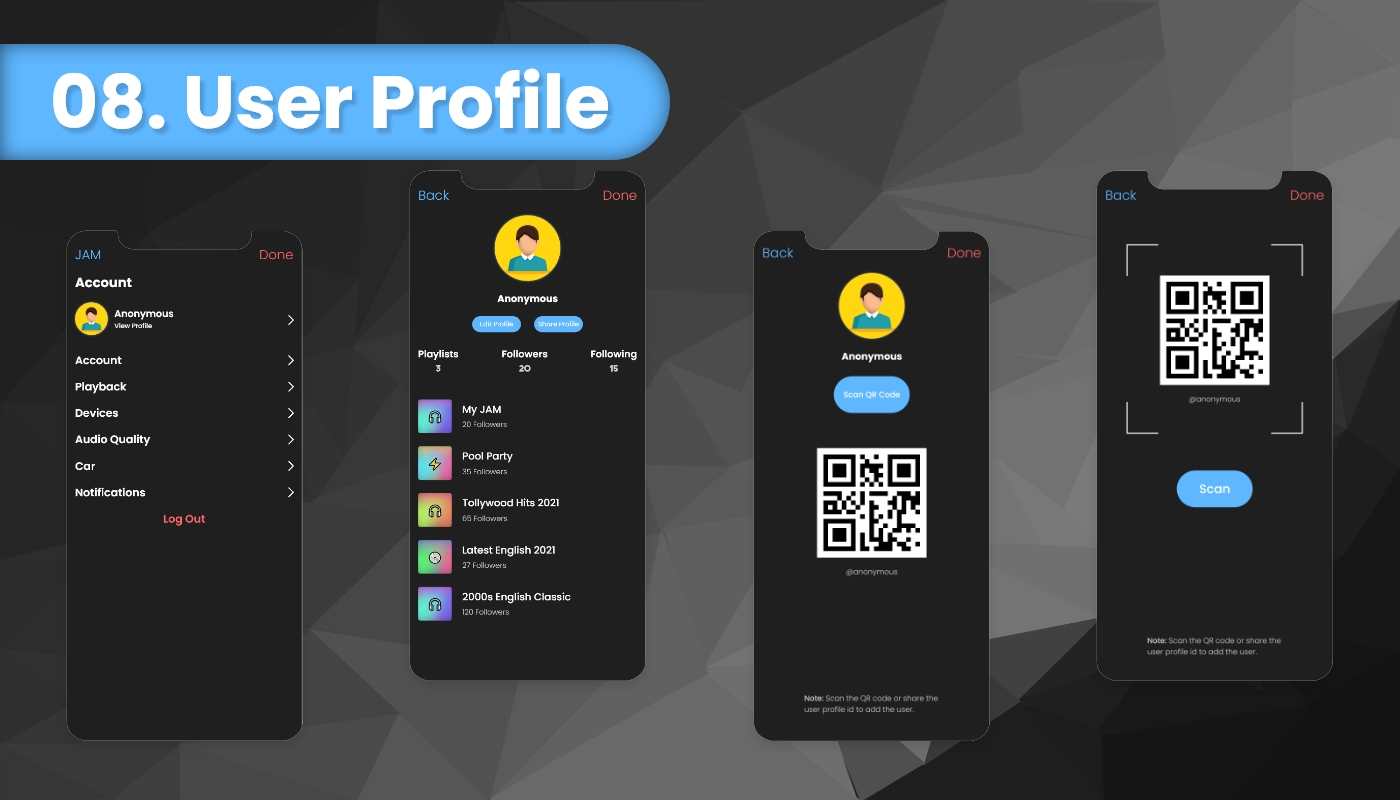 08. User Profile
JAM
Done
Account
Anonymous
View Profile
Account
Playback
Devices
Audio Quality
Car
Notifications
Log Out
Back
Done
Anonymous
Edit Profile
Share Profile
Playlists
Followers
Following
3
20
15
My JAM
20 Followers
Pool Party
35 Followers
Tollywood Hits 2021
65 Followers
Latest English 2021
27 Followers
2000s English Classic
120 Followers
Back
Done
Anonymous
Scan QR Code
@anonymous
Note: Scan the QR code or share the
user profile id to add the user.
Back
Done
@anonymous
Scan
Note: Scan the QR code or share the
user profile id to add the user.